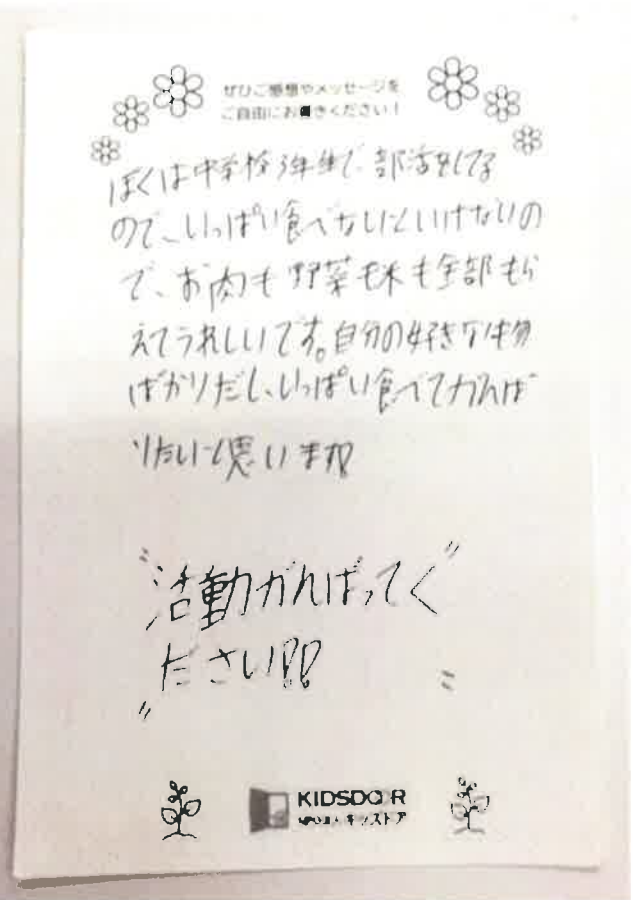 ぜひご感想やメッセージを
ご自由にお書きください！
ぼくは中学校3年生で、部活をしてる
ので、いっぱい食べないといけないの
で、お肉も野菜も米も全部もら
えてうれしいです。自分の好きな物
ばかりだし、いっぱい食べてがんば
りたいと思います!!
"活動がんばってく
ださい!!"
KIDSDOOR
NPO法人キッズドア